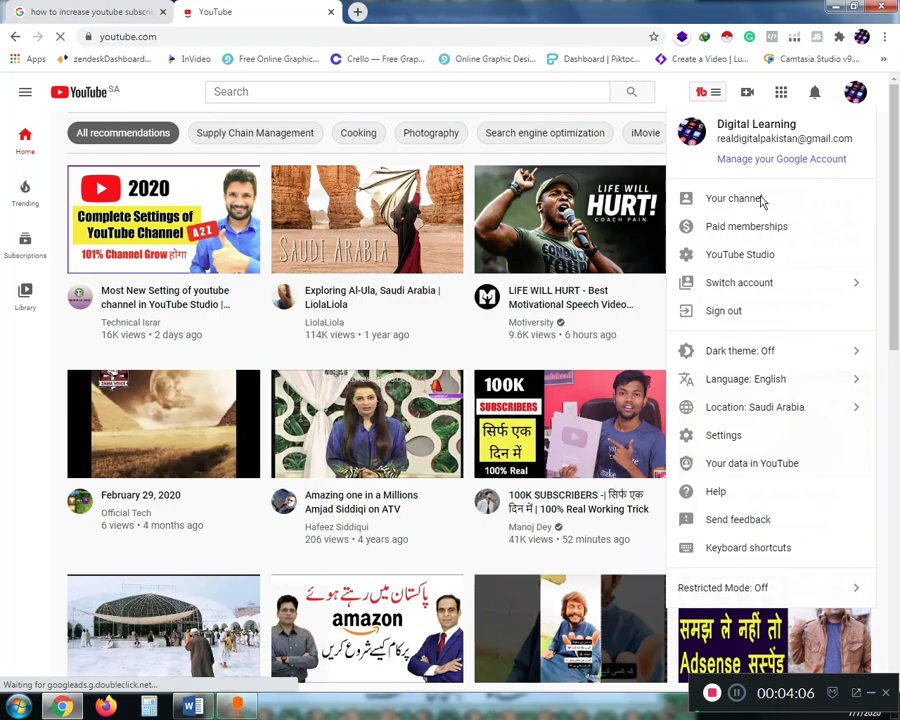 how to increase youtube subscri
YouTube
youtube.com
Apps
zendeskDashboard...
InVideo
Free Online Graphic...
Crello — Free Graph...
Online Graphic Desi...
Dashboard | Piktoc...
Create a Video | Lu...
Camtasia Studio v9....
YouTube SA
Search
Home
Trending
Subscriptions
Library
All recommendations
Supply Chain Management
Cooking
Photography
Search engine optimization
iMovie
2020
Complete Settings of
YouTube Channel
A2Z
101% Channel Grow होगा
SAUDI ARABIA
LIFE WILL
HURT!
COACH PAIN
Most New Setting of youtube
channel in YouTube Studio |...
Technical Israr
16K views • 2 days ago
Exploring Al-Ula, Saudi Arabia |
LiolaLiola
LiolaLiola
114K views • 1 year ago
LIFE WILL HURT - Best
Motivational Speech Video...
Motiversity
9.6K views • 6 hours ago
100K
SUBSCRIBERS
सिर्फ एक
दिन में
100% Real
February 29, 2020
Official Tech
6 views • 4 months ago
Amazing one in a Millions
Amjad Siddiqi on ATV
Hafeez Siddiqui
206 views • 4 years ago
100K SUBSCRIBERS -| सिर्फ एक
दिन में | 100% Real Working Trick
Manoj Dey
41K views • 52 minutes ago
پاکستان میں رہتے ہوئے
amazon
پر کام کیسے شروع کریں
समझ ले नहीं तो
Adsense सस्पेंड
Digital Learning
realdigitalpakistan@gmail.com
Manage your Google Account
Your channel
Paid memberships
YouTube Studio
Switch account
Sign out
Dark theme: Off
Language: English
Location: Saudi Arabia
Settings
Your data in YouTube
Help
Send feedback
Keyboard shortcuts
Restricted Mode: Off
Waiting for googleads.g.doubleclick.net...
00:04:06